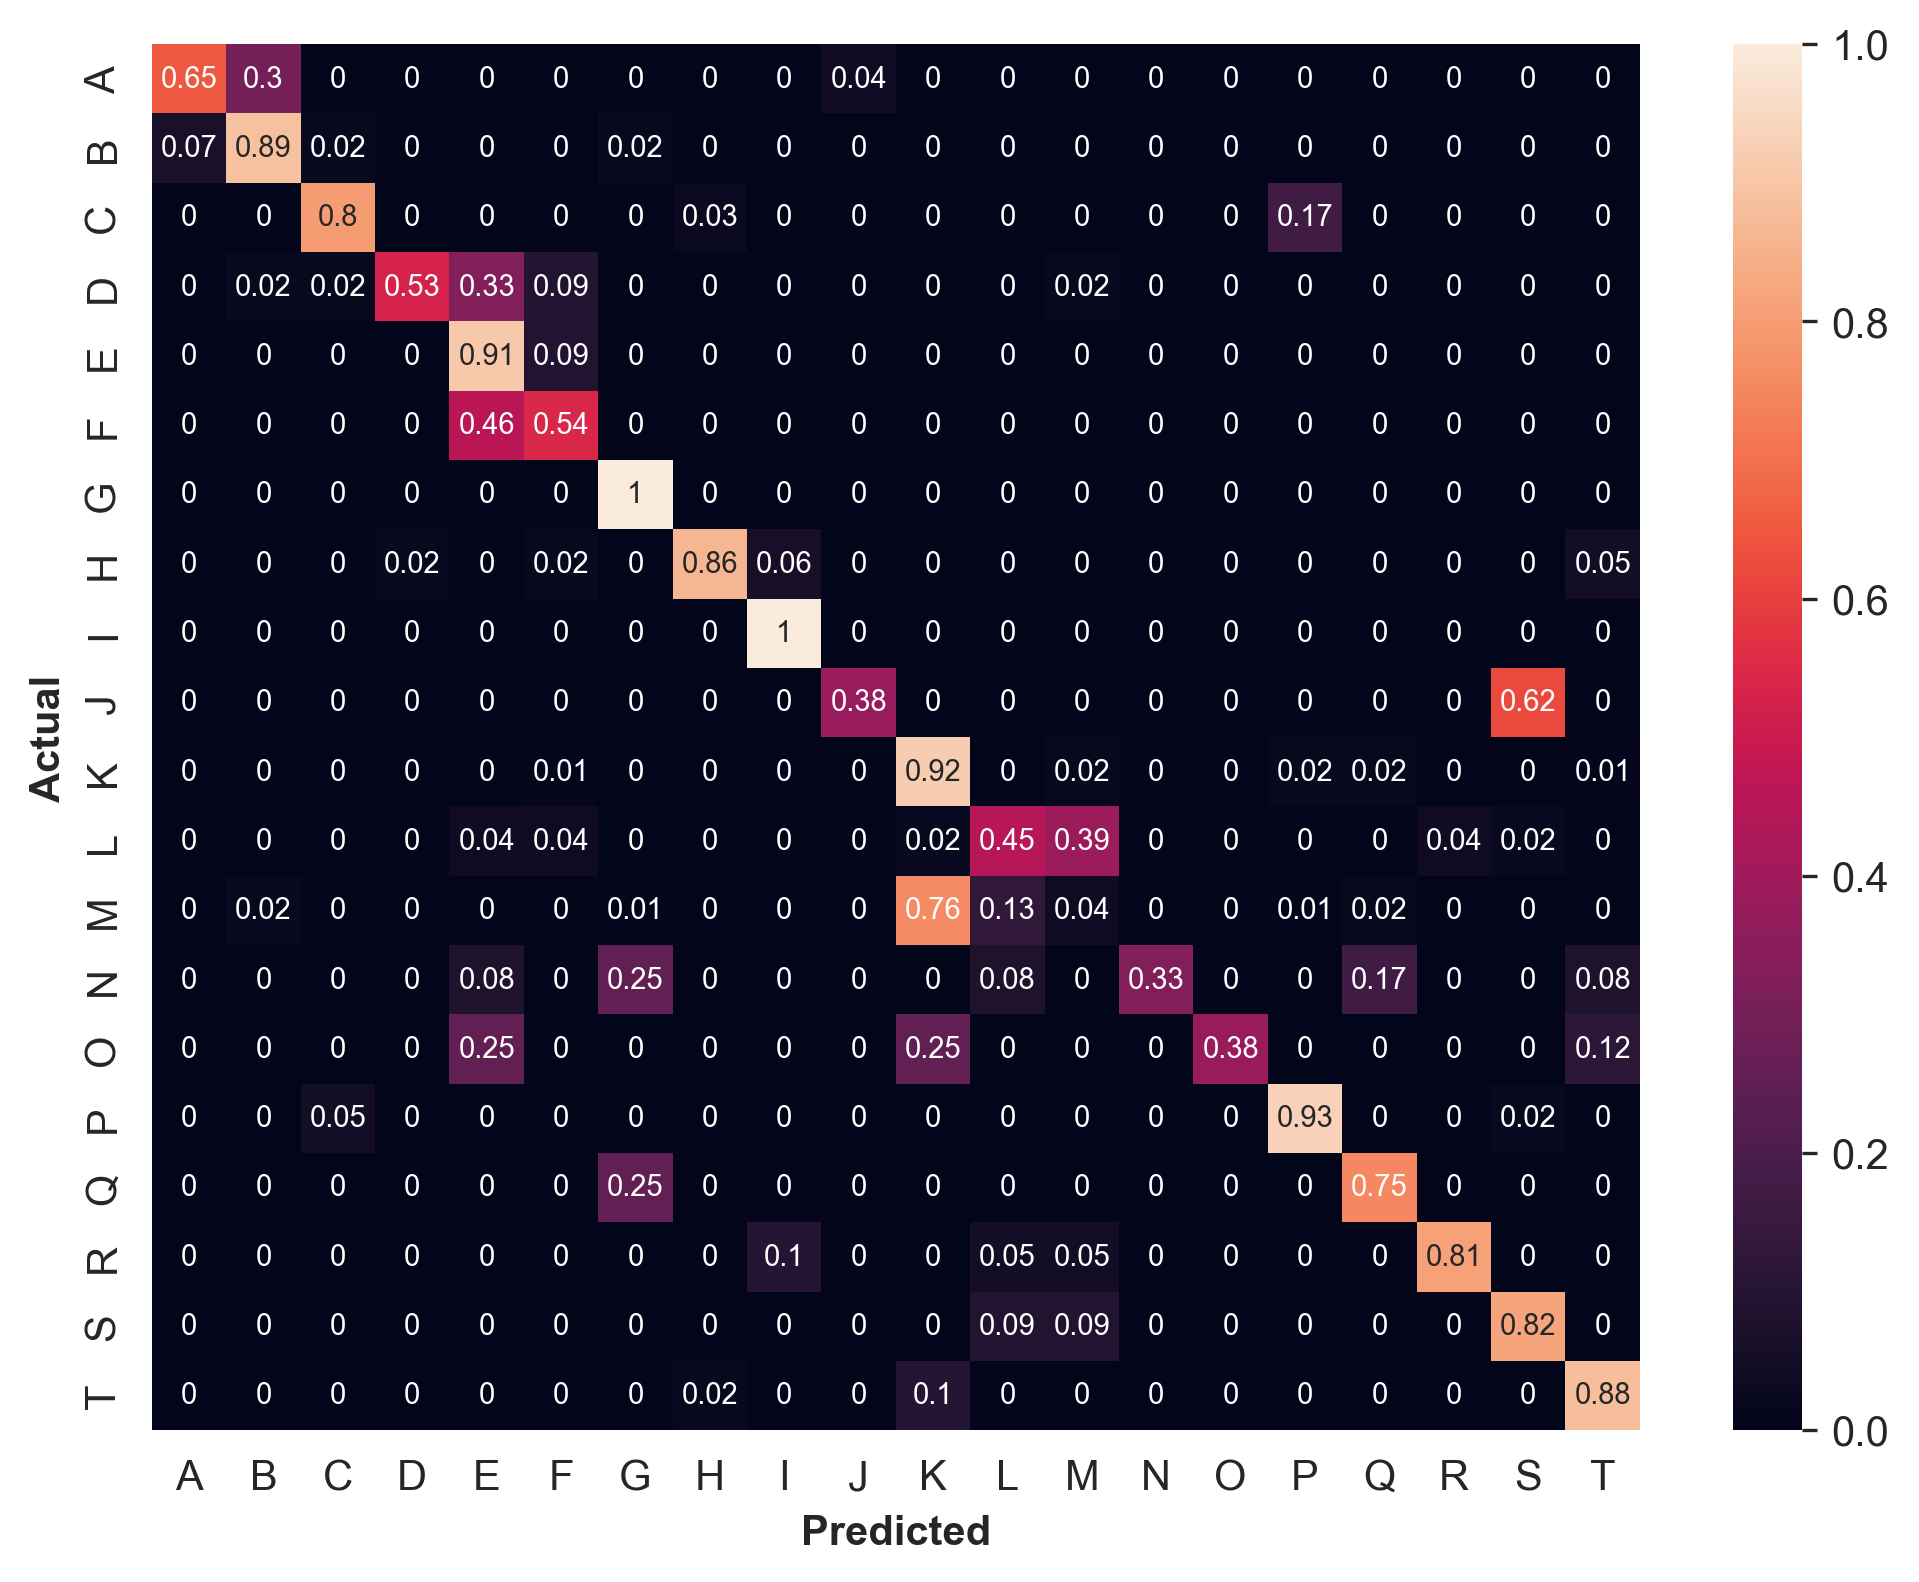 A 0.65 0.3 0 0 0 0 0 0 0 0.04 0 0 0 0 0 0 0 0 0 0 1.0
B 0.07 0.89 0.02 0 0 0 0.02 0 0 0 0 0 0 0 0 0 0 0 0 0
C 0 0 0.8 0 0 0 0 0.03 0 0 0 0 0 0 0 0.17 0 0 0 0
D 0 0.02 0.02 0.53 0.33 0.09 0 0 0 0 0 0 0.02 0 0 0 0 0 0 0 0.8
E 0 0 0 0 0.91 0.09 0 0 0 0 0 0 0 0 0 0 0 0 0 0
F 0 0 0 0 0.46 0.54 0 0 0 0 0 0 0 0 0 0 0 0 0 0
G 0 0 0 0 0 0 1 0 0 0 0 0 0 0 0 0 0 0 0 0
H 0 0 0 0.02 0 0.02 0 0.86 0.06 0 0 0 0 0 0 0 0 0 0 0.05 0.6
I 0 0 0 0 0 0 0 0 1 0 0 0 0 0 0 0 0 0 0 0
J 0 0 0 0 0 0 0 0 0 0.38 0 0 0 0 0 0 0 0 0.62 0
Actual
K 0 0 0 0 0 0.01 0 0 0 0 0.92 0 0.02 0 0 0.02 0.02 0 0 0.01
L 0 0 0 0 0.04 0.04 0 0 0 0 0.02 0.45 0.39 0 0 0 0 0.04 0.02 0
M 0 0.02 0 0 0 0 0.01 0 0 0 0.76 0.13 0.04 0 0 0.01 0.02 0 0 0 0.4
N 0 0 0 0 0.08 0 0.25 0 0 0 0 0.08 0 0.33 0 0 0.17 0 0 0.08
O 0 0 0 0 0.25 0 0 0 0 0 0.25 0 0 0 0.38 0 0 0 0 0.12
P 0 0 0.05 0 0 0 0 0 0 0 0 0 0 0 0 0.93 0 0 0.02 0 0.2
Q 0 0 0 0 0 0 0.25 0 0 0 0 0 0 0 0 0 0.75 0 0 0
R 0 0 0 0 0 0 0 0 0.1 0 0 0.05 0.05 0 0 0 0 0.81 0 0
S 0 0 0 0 0 0 0 0 0 0 0 0.09 0.09 0 0 0 0 0 0.82 0
T 0 0 0 0 0 0 0 0.02 0 0 0.1 0 0 0 0 0 0 0 0 0.88 0.0
A B C D E F G H I J K L M N O P Q R S T
Predicted